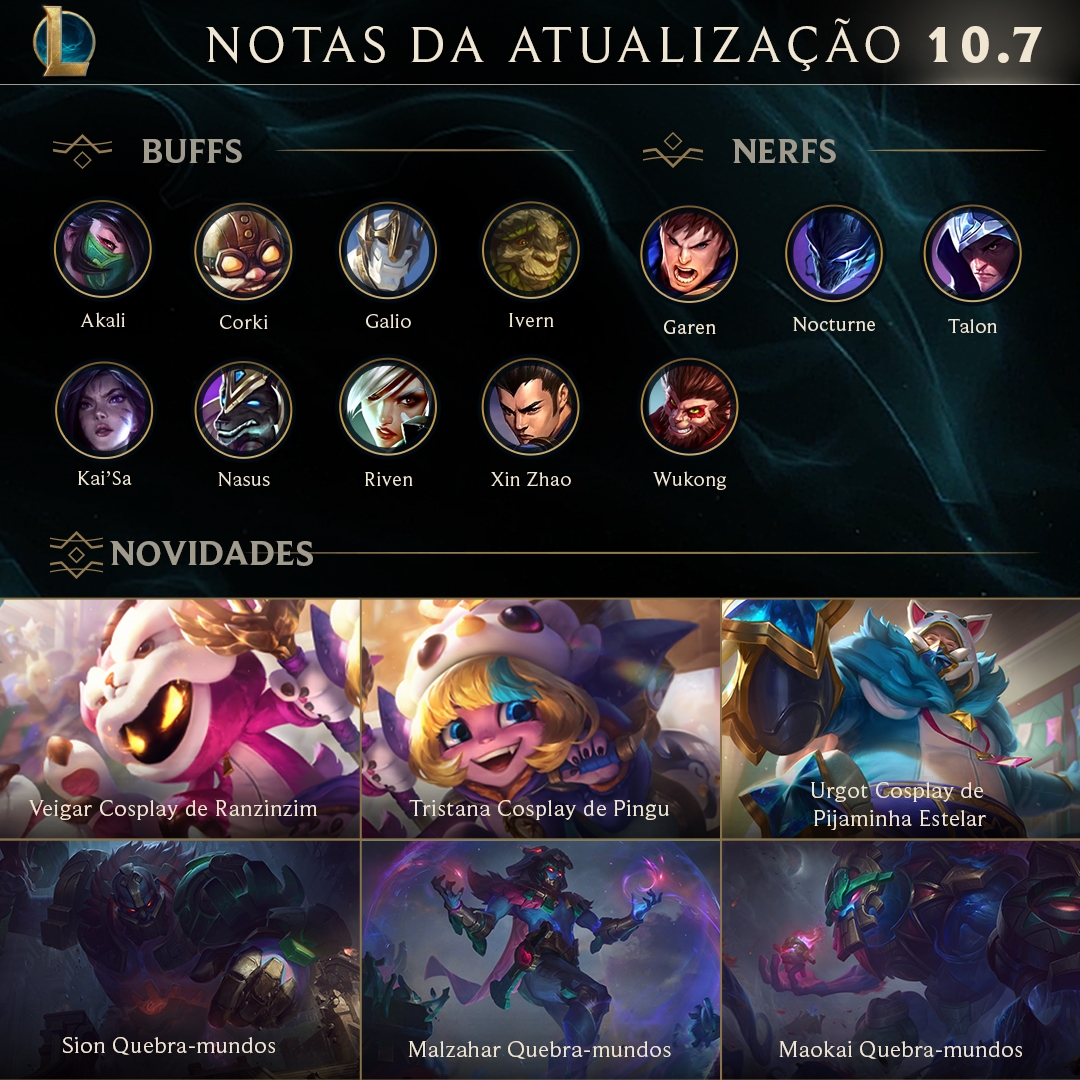 NOTAS DA ATUALIZAÇÃO 10.7
BUFFS
Akali
Corki
Galio
Ivern
Kai'Sa
Nasus
Riven
Xin Zhao
NERFS
Garen
Nocturne
Talon
Wukong
NOVIDADES
Veigar Cosplay de Ranzinzim
Tristana Cosplay de Pingu
Urgot Cosplay de
Pijaminha Estelar
Sion Quebra-mundos
Malzahar Quebra-mundos
Maokai Quebra-mundos